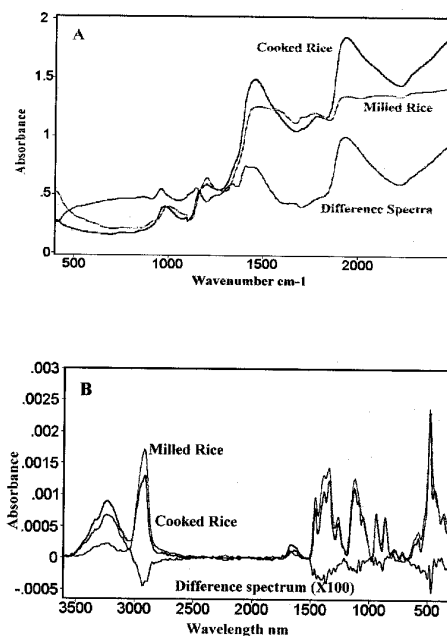 2
A
Cooked Rice
1.5
Milled Rice
Absorbance
1
.5
Difference Spectra
0
500 1000 1500 2000
Wavenumber cm-1
.003
B
.0025
.002
Milled Rice
.0015
Absorbance
.001
Cooked Rice
.0005
0
Difference spectrum (X100)
-.0005
3500 3000 2500 2000 1500 1000 500
Wavelength nm